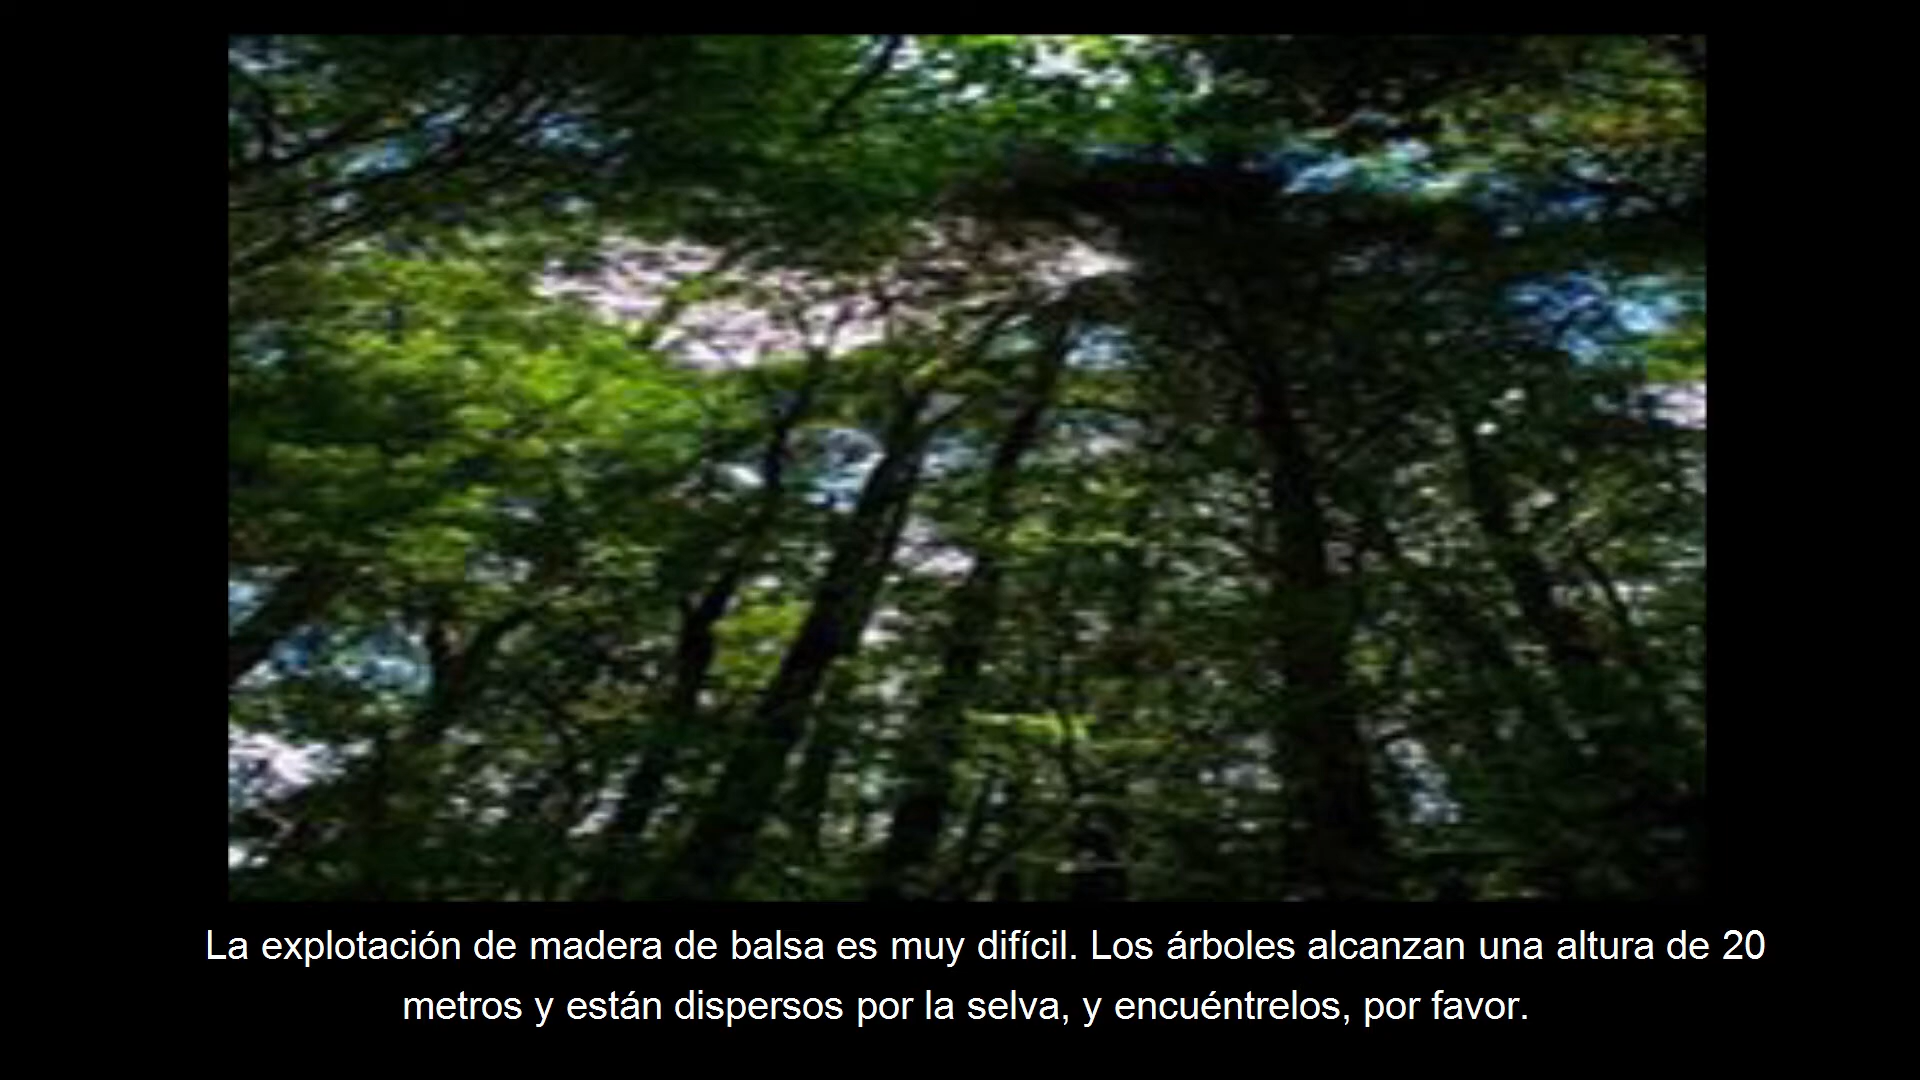 La explotación de madera de balsa es muy difícil. Los árboles alcanzan una altura de 20
metros y están dispersos por la selva, y encuéntrelos, por favor.